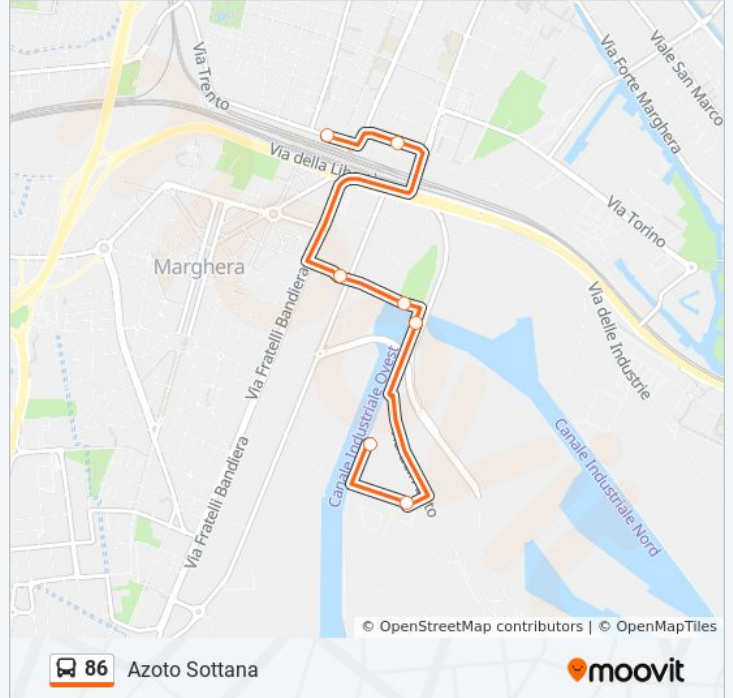 Via Trento
Viale San Marco
Via Forte Marghera
Via della Lib
Via Torino
Marghera
Via Fratelli Bandiera
Via delle Industrie
Canale Industriale Ovest
Via Fratelli Bandiera
Canale Industriale Nord
© OpenStreetMap contributors | © OpenMapTiles
86 Azoto Sottana
moovit